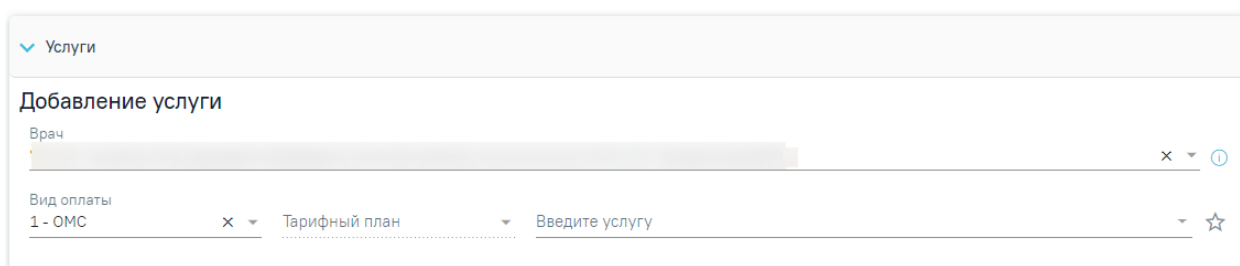 Услуги
Добавление услуги
Врач
Вид оплаты
1 - ОМС Тарифный план Введите услугу